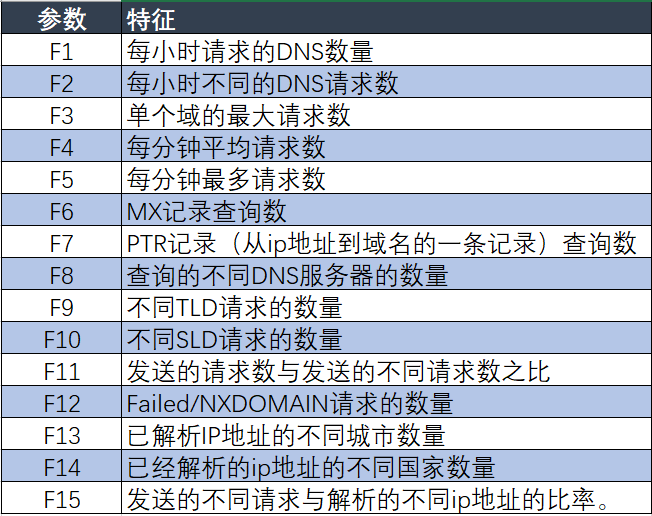 参数 特征
F1 每小时请求的DNS数量
F2 每小时不同的DNS请求数
F3 单个域的最大请求数
F4 每分钟平均请求数
F5 每分钟最多请求数
F6 MX记录查询数
F7 PTR记录（从ip地址到域名的一条记录）查询数
F8 查询的不同DNS服务器的数量
F9 不同TLD请求的数量
F10 不同SLD请求的数量
F11 发送的请求数与发送的不同请求数之比
F12 Failed/NXDOMAIN请求的数量
F13 已解析IP地址的不同城市数量
F14 已经解析的ip地址的不同国家数量
F15 发送的不同请求与解析的不同ip地址的比率。